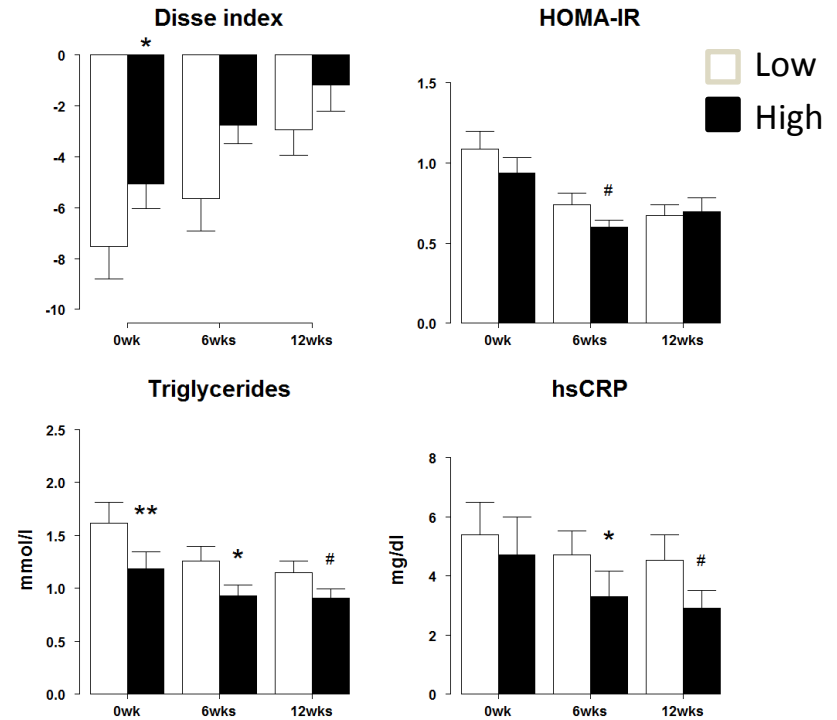 Disse index
0
-2
-4
-6
-8
-10
*
0wk 6wks 12wks
HOMA-IR
1.5
1.0
0.5
0.0
#
0wk 6wks 12wks
Low
High
Triglycerides
mmol/l
2.5
2.0
1.5
1.0
0.5
0.0
**
*
#
0wk 6wks 12wks
hsCRP
mg/dl
8
6
4
2
0
*
#
0wk 6wks 12wks